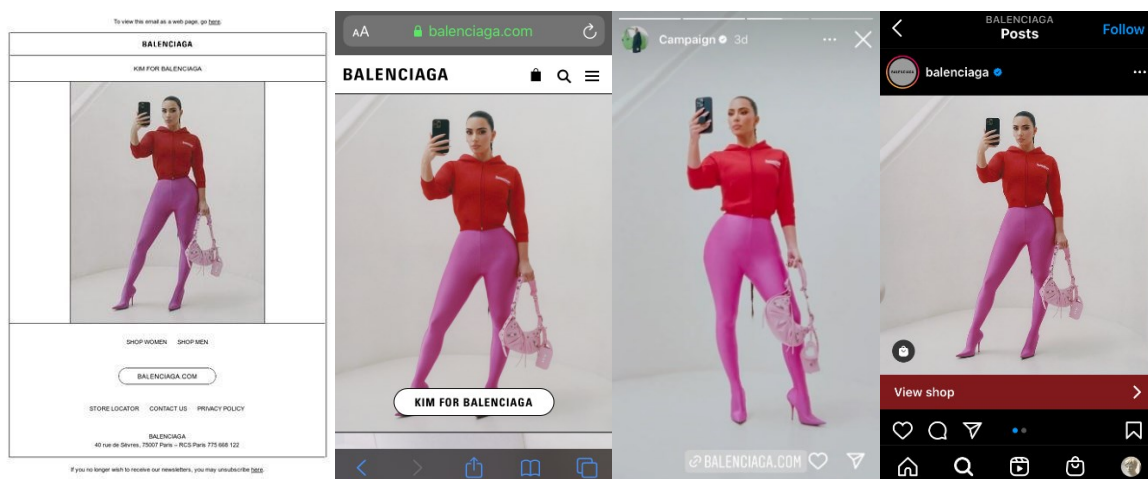 To view this email as a web page, go here.
BALENCIAGA
KIM FOR BALENCIAGA
SHOP WOMEN SHOP MEN
BALENCIAGA.COM
STORE LOCATOR CONTACT US PRIVACY POLICY
BALENCIAGA
40 rue de Sèvres, 75007 Paris – RCS Paris 775 668 122
If you no longer wish to receive our newsletters, you may unsubscribe here.
AA balenciaga.com
BALENCIAGA
KIM FOR BALENCIAGA
Campaign 3d
BALENCIAGA.COM
BALENCIAGA
Posts Follow
balenciaga
View shop